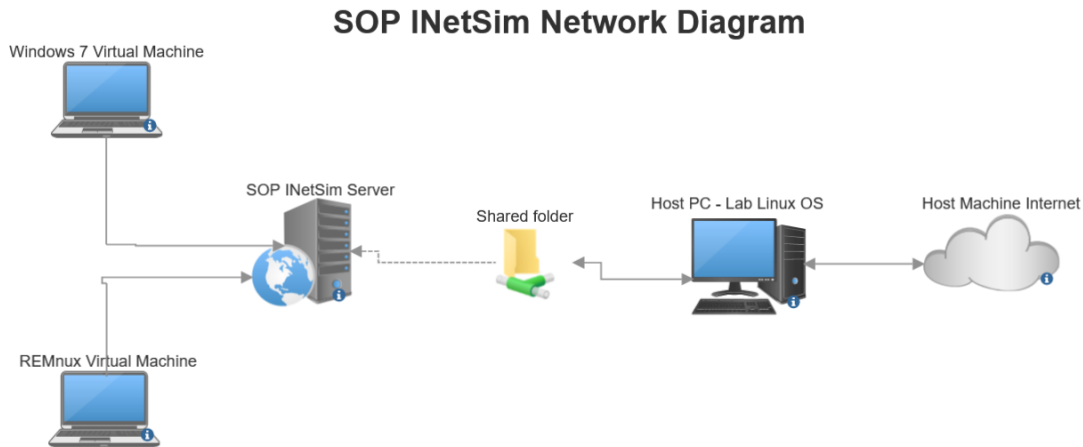 SOP INetSim Network Diagram
Windows 7 Virtual Machine
SOP INetSim Server
Shared folder
Host PC - Lab Linux OS
Host Machine Internet
REMnux Virtual Machine